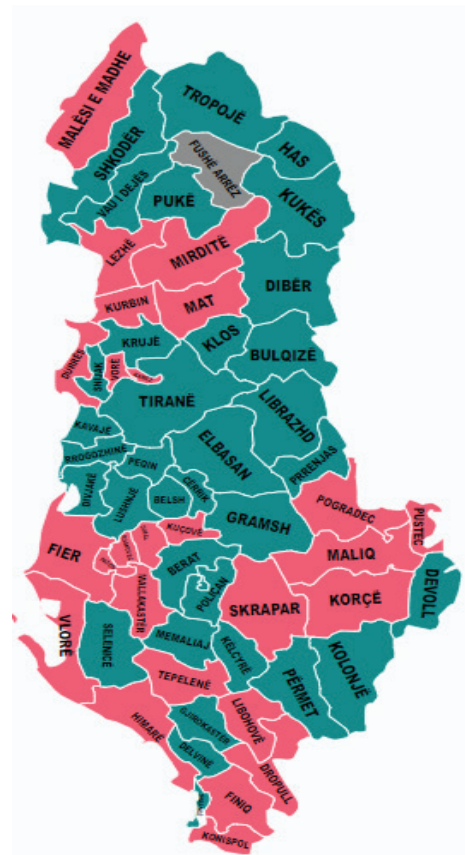 MALËSI E MADHE
TROPOJË
SHKODËR
FUSHË ARRËZ
HAS
VAU I DEJËS
PUKË
KUKËS
LEZHË
MIRDITË
DIBËR
KURBIN
MAT
KRUJË
KLOS
DURRËS
SHIJAK
VORË
BULQIZË
TIRANË
LIBRAZHD
KAVAJË
RROGOZHINË
PEQIN
ELBASAN
PRRENJAS
DIVJAKË
LUSHNJE
BELSH
CËRRIK
GRAMSH
POGRADEC
PUSTEC
KUÇOVË
FIER
MALIQ
BERAT
POLIÇAN
DEVOLL
MALLAKASTËR
SKRAPAR
KORÇË
VLORË
SELENICË
MEMALIAJ
KËLCYRË
PËRMET
KOLONJË
TEPELENË
LIBOHOVË
HIMARË
GJIROKASTËR
DELVINË
DROPULL
FINIQ
KONISPOL